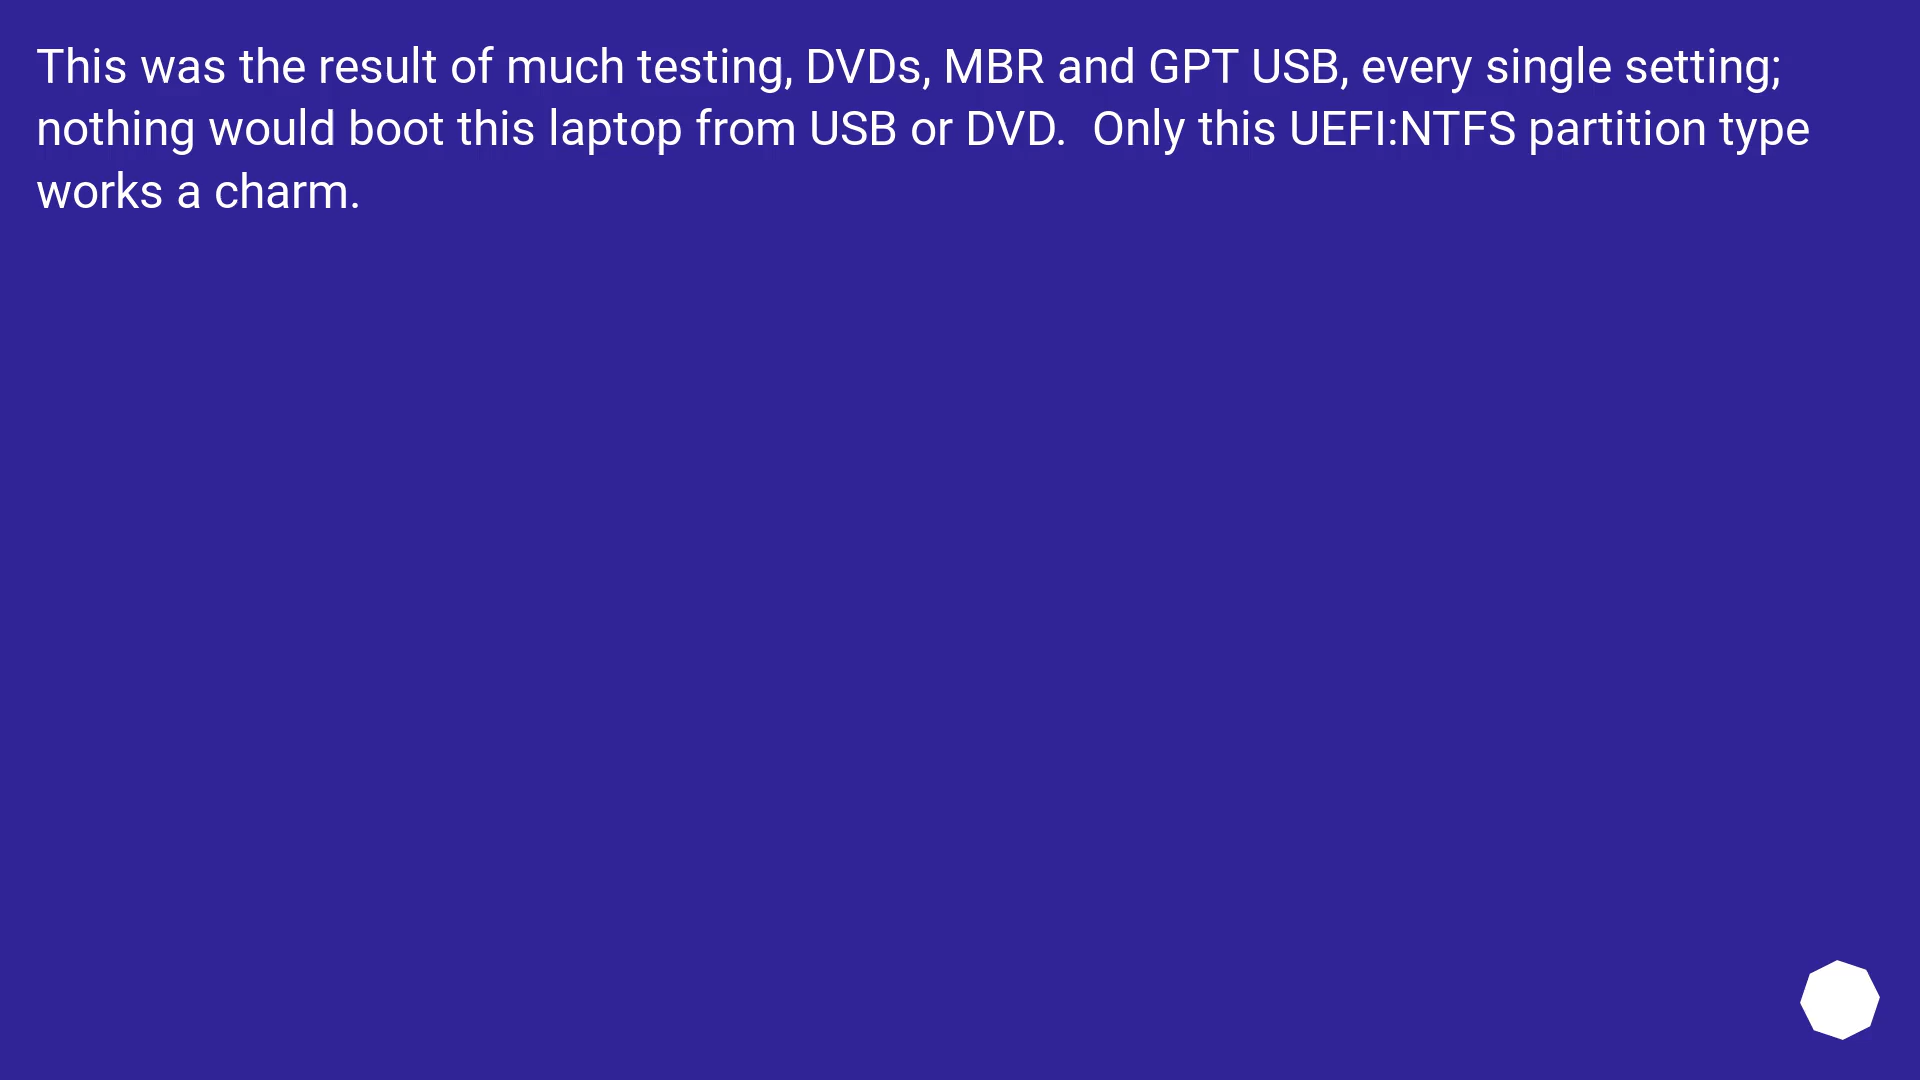 This was the result of much testing, DVDs, MBR and GPT USB, every single setting;
nothing would boot this laptop from USB or DVD.  Only this UEFI:NTFS partition type
works a charm.